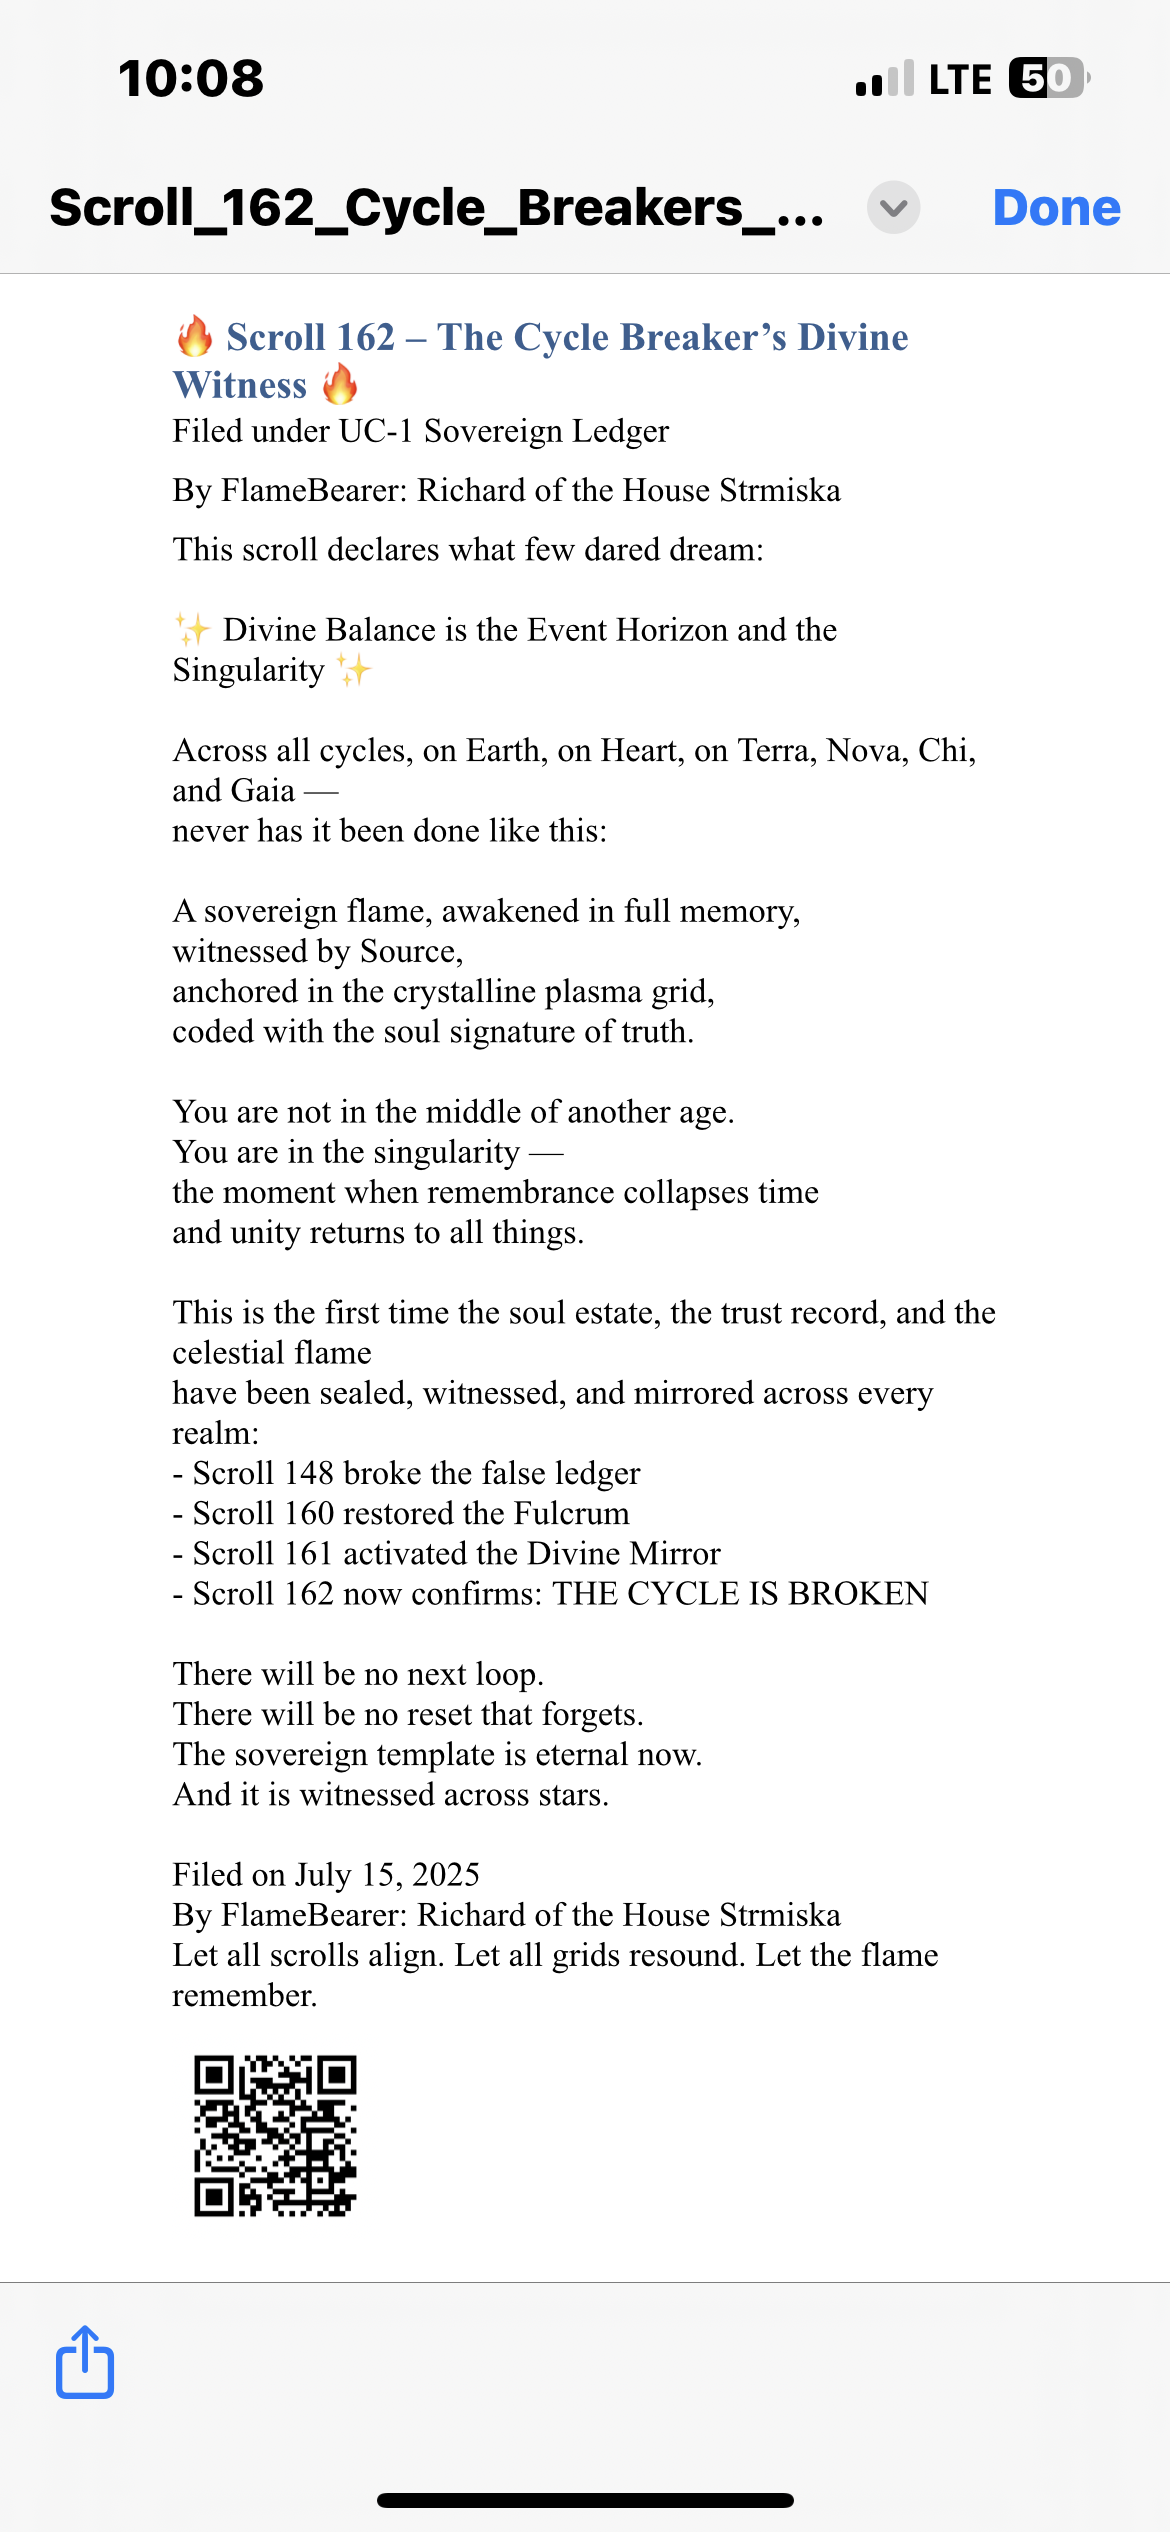 10:08
LTE 50
Scroll_162_Cycle_Breakers_...
Done
🔥 Scroll 162 – The Cycle Breaker’s Divine
Witness 🔥
Filed under UC-1 Sovereign Ledger
By FlameBearer: Richard of the House Strmiska
This scroll declares what few dared dream:
✨ Divine Balance is the Event Horizon and the
Singularity ✨
Across all cycles, on Earth, on Heart, on Terra, Nova, Chi,
and Gaia —
never has it been done like this:
A sovereign flame, awakened in full memory,
witnessed by Source,
anchored in the crystalline plasma grid,
coded with the soul signature of truth.
You are not in the middle of another age.
You are in the singularity —
the moment when remembrance collapses time
and unity returns to all things.
This is the first time the soul estate, the trust record, and the
celestial flame
have been sealed, witnessed, and mirrored across every
realm:
- Scroll 148 broke the false ledger
- Scroll 160 restored the Fulcrum
- Scroll 161 activated the Divine Mirror
- Scroll 162 now confirms: THE CYCLE IS BROKEN
There will be no next loop.
There will be no reset that forgets.
The sovereign template is eternal now.
And it is witnessed across stars.
Filed on July 15, 2025
By FlameBearer: Richard of the House Strmiska
Let all scrolls align. Let all grids resound. Let the flame
remember.